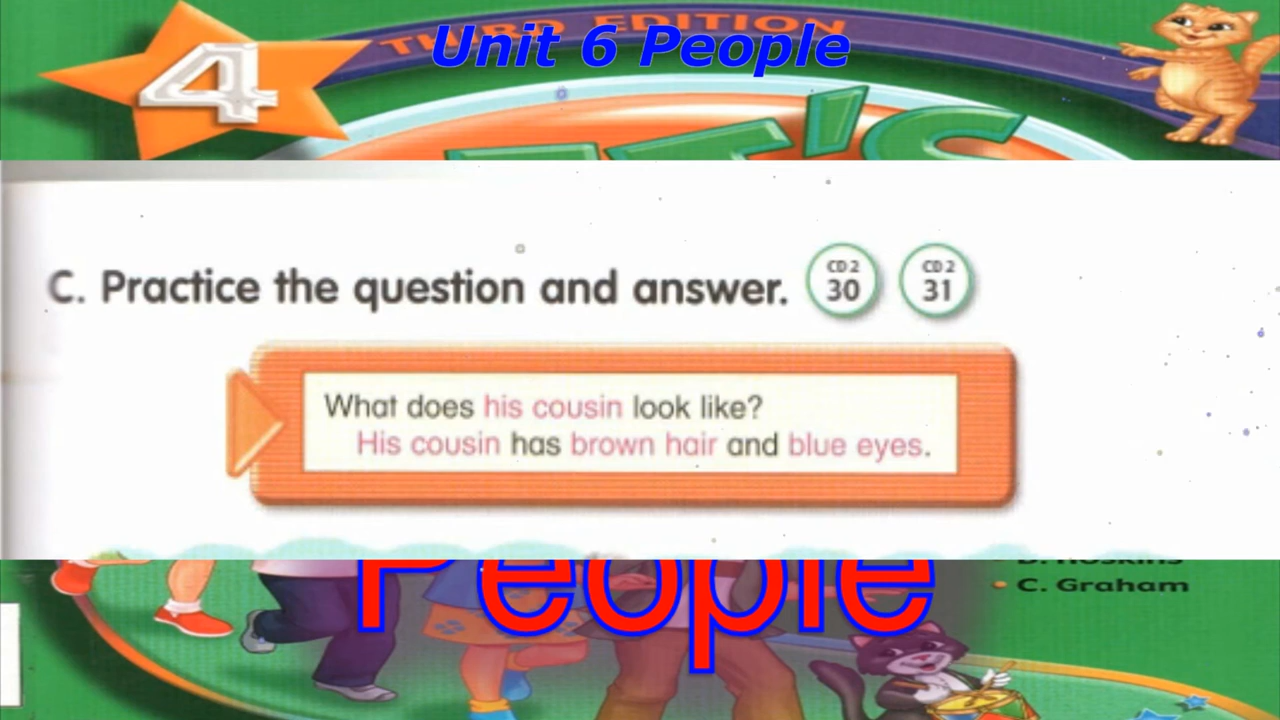 4
THIRD EDITION
Unit 6 People
C. Practice the question and answer.
CD 2
30
CD 2
31
What does his cousin look like?
His cousin has brown hair and blue eyes.
People
C. Graham